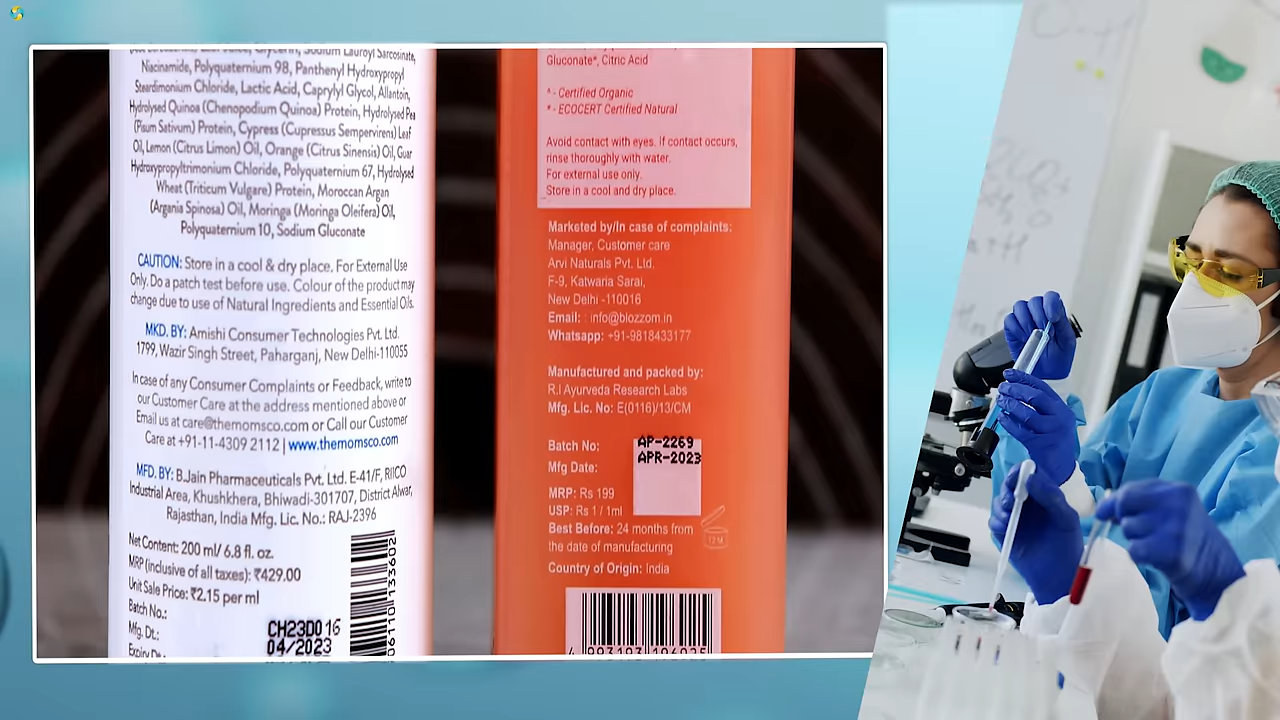 Niacinamide, Polyquaternium 98, Panthenyl Hydroxypropyl
Steardimonium Chloride, Lactic Acid, Caprylyl Glycol, Allantoin,
Hydrolysed Quinoa (Chenopodium Quinoa) Protein, Hydrolysed Pea
(Pisum Sativum) Protein, Cypress (Cupressus Sempervirens) Leaf
Oil, Lemon (Citrus Limon) Oil, Orange (Citrus Sinensis) Oil, Guar
Hydroxypropyltrimonium Chloride, Polyquaternium 67, Hydrolysed
Wheat (Triticum Vulgare) Protein, Moroccan Argan
(Argania Spinosa) Oil, Moringa (Moringa Oleifera) Oil,
Polyquaternium 10, Sodium Gluconate
CAUTION: Store in a cool & dry place. For External Use
Only. Do a patch test before use. Colour of the product may
change due to use of Natural Ingredients and Essential Oils.
MKD. BY: Amishi Consumer Technologies Pvt. Ltd.
1799, Wazir Singh Street, Paharganj, New Delhi-110055
In case of any Consumer Complaints or Feedback, write to
our Customer Care at the address mentioned above or
Email us at care@themomsco.com or Call our Customer
Care at +91-11-4309 2112 | www.themomsco.com
MFD. BY: B.Jain Pharmaceuticals Pvt. Ltd. E-41/F, RIICO
Industrial Area, Khushkhera, Bhiwadi-301707, District Alwar,
Rajasthan, India Mfg. Lic. No.: RAJ-2396
Net Content: 200 ml/ 6.8 fl. oz.
MRP (inclusive of all taxes): ₹429.00
Unit Sale Price: ₹2.15 per ml
Batch No.: CH23D016
Mfg. Dt.: 04/2023
Gluconate*, Citric Acid
^ - Certified Organic
* - ECOCERT Certified Natural
Avoid contact with eyes. If contact occurs,
rinse thoroughly with water.
For external use only.
Store in a cool and dry place.
Marketed by/In case of complaints:
Manager, Customer care
Arvi Naturals Pvt. Ltd.
F-9, Katwaria Sarai,
New Delhi -110016
Email: : info@blozzom.in
Whatsapp: +91-9818433177
Manufactured and packed by:
R.I Ayurveda Research Labs
Mfg. Lic. No: E(0116)/13/CM
Batch No: AP-2269
Mfg Date: APR-2023
MRP: Rs 199
USP: Rs 1 / 1ml
Best Before: 24 months from
the date of manufacturing
12M
Country of Origin: India